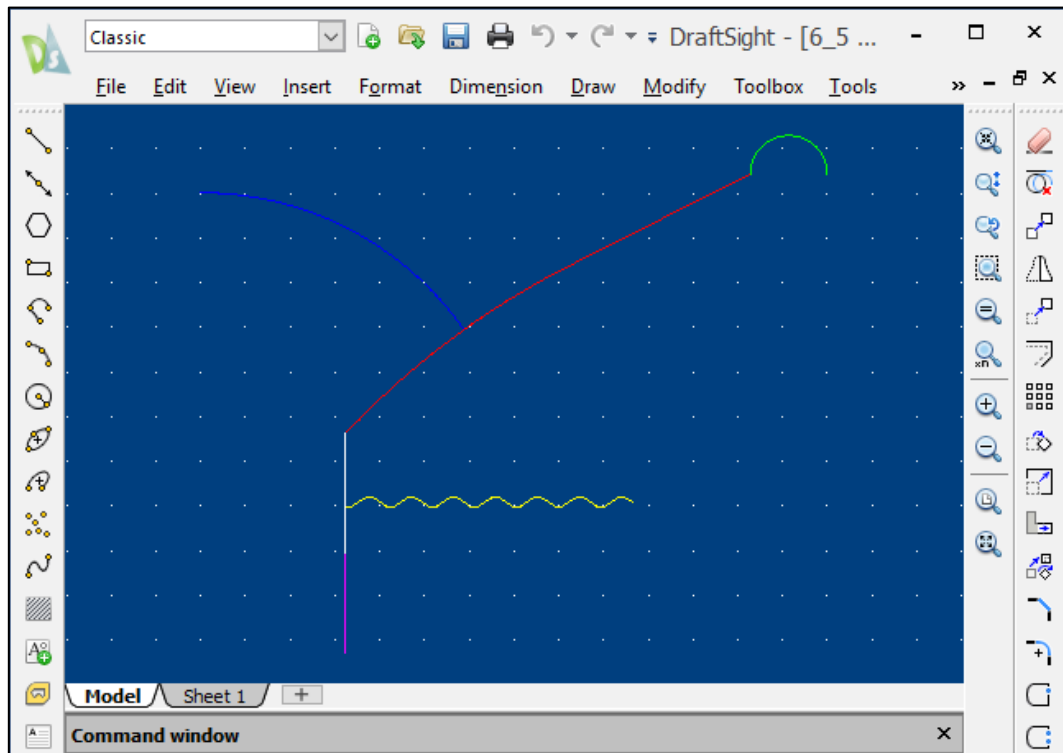 Classic
DraftSight - [6_5 ...
File Edit View Insert Format Dimension Draw Modify Toolbox Tools »
Model Sheet 1 +
Command window